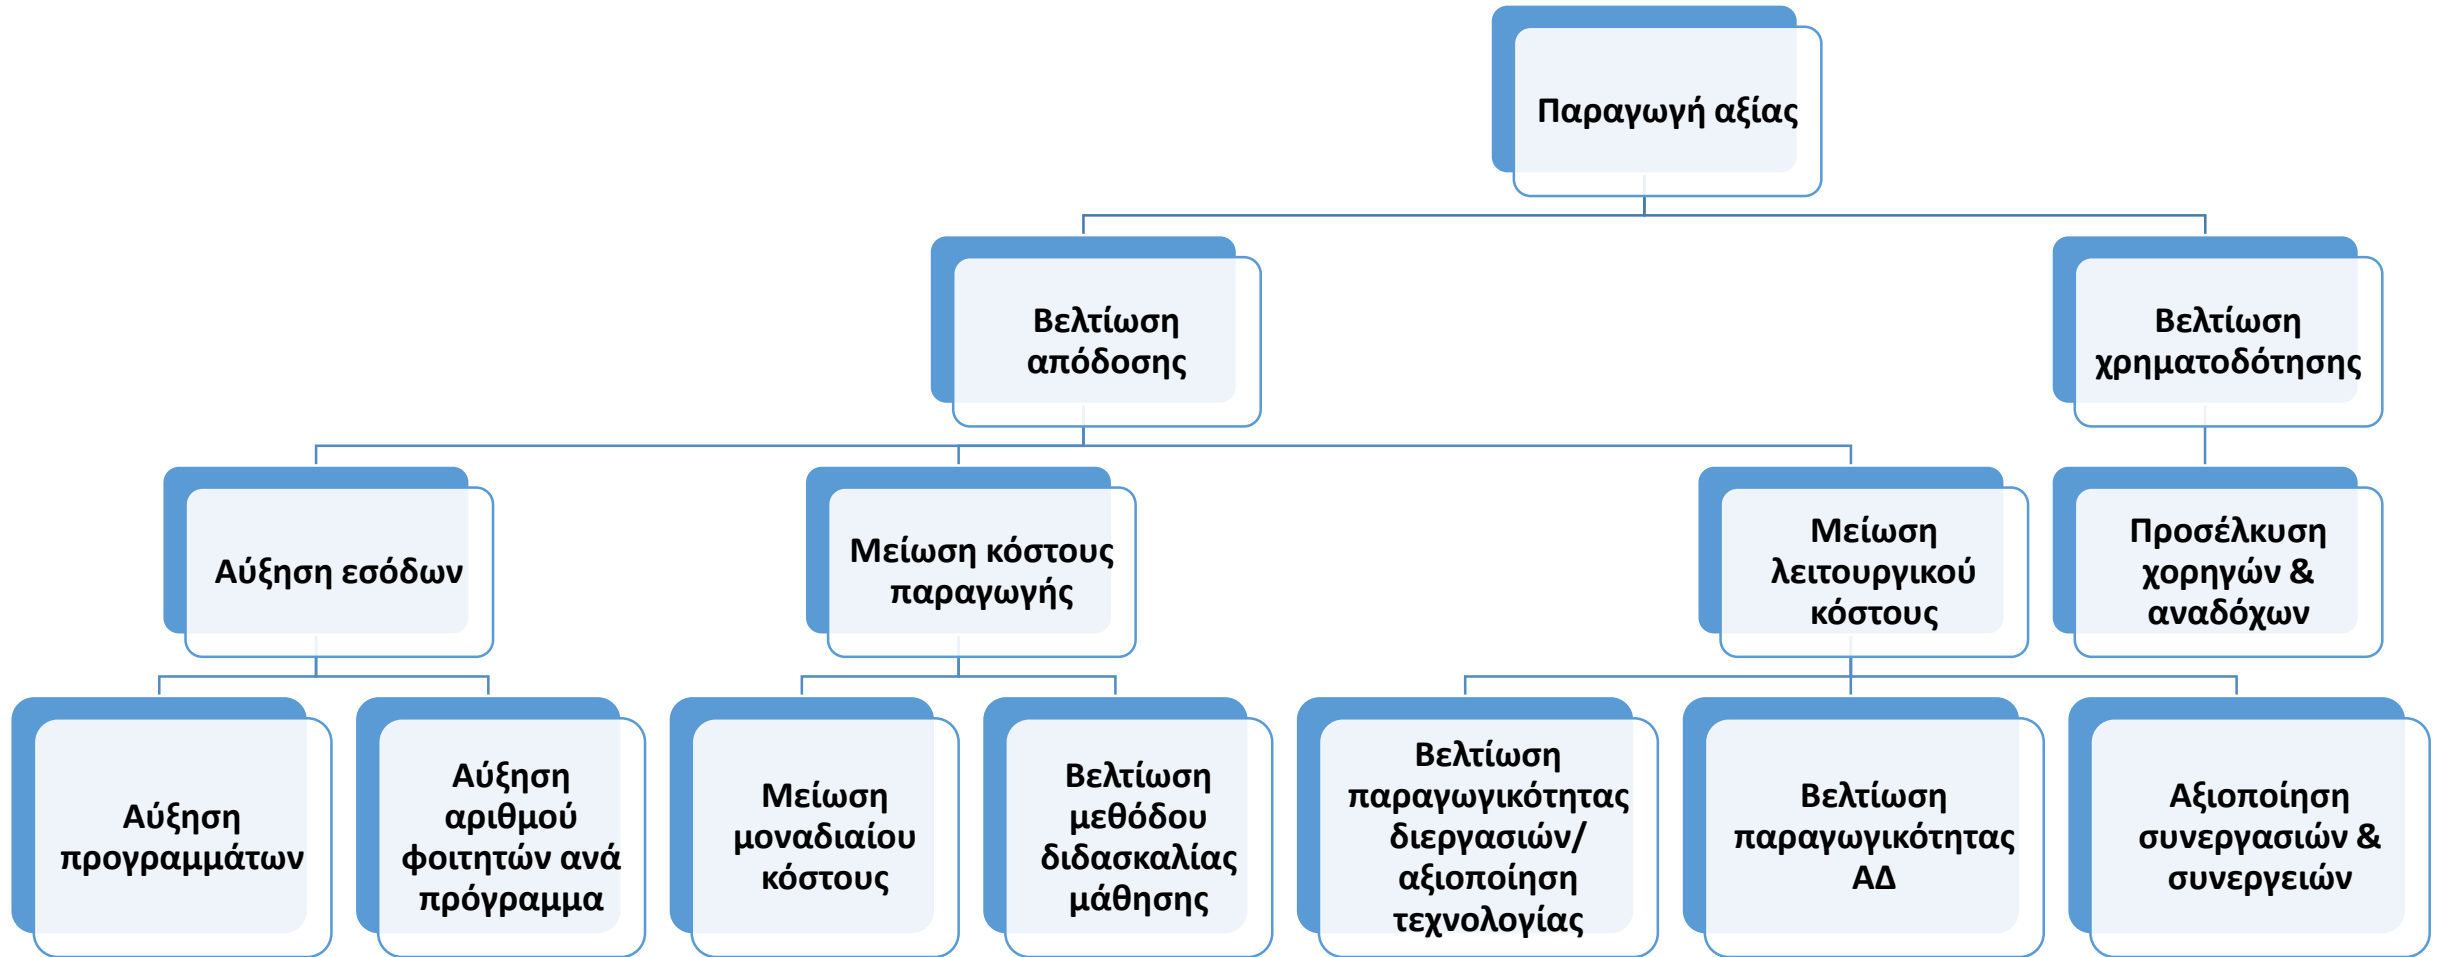 Παραγωγή αξίας
Βελτίωση
απόδοσης
Βελτίωση
χρηματοδότησης
Αύξηση εσόδων
Μείωση κόστους
παραγωγής
Μείωση
λειτουργικού
κόστους
Προσέλκυση
χορηγών &
αναδόχων
Αύξηση
προγραμμάτων
Αύξηση
αριθμού
φοιτητών ανά
πρόγραμμα
Μείωση
μοναδιαίου
κόστους
Βελτίωση
μεθόδου
διδασκαλίας
μάθησης
Βελτίωση
παραγωγικότητας
διεργασιών/
αξιοποίηση
τεχνολογίας
Βελτίωση
παραγωγικότητας
ΑΔ
Αξιοποίηση
συνεργασιών &
συνεργειών